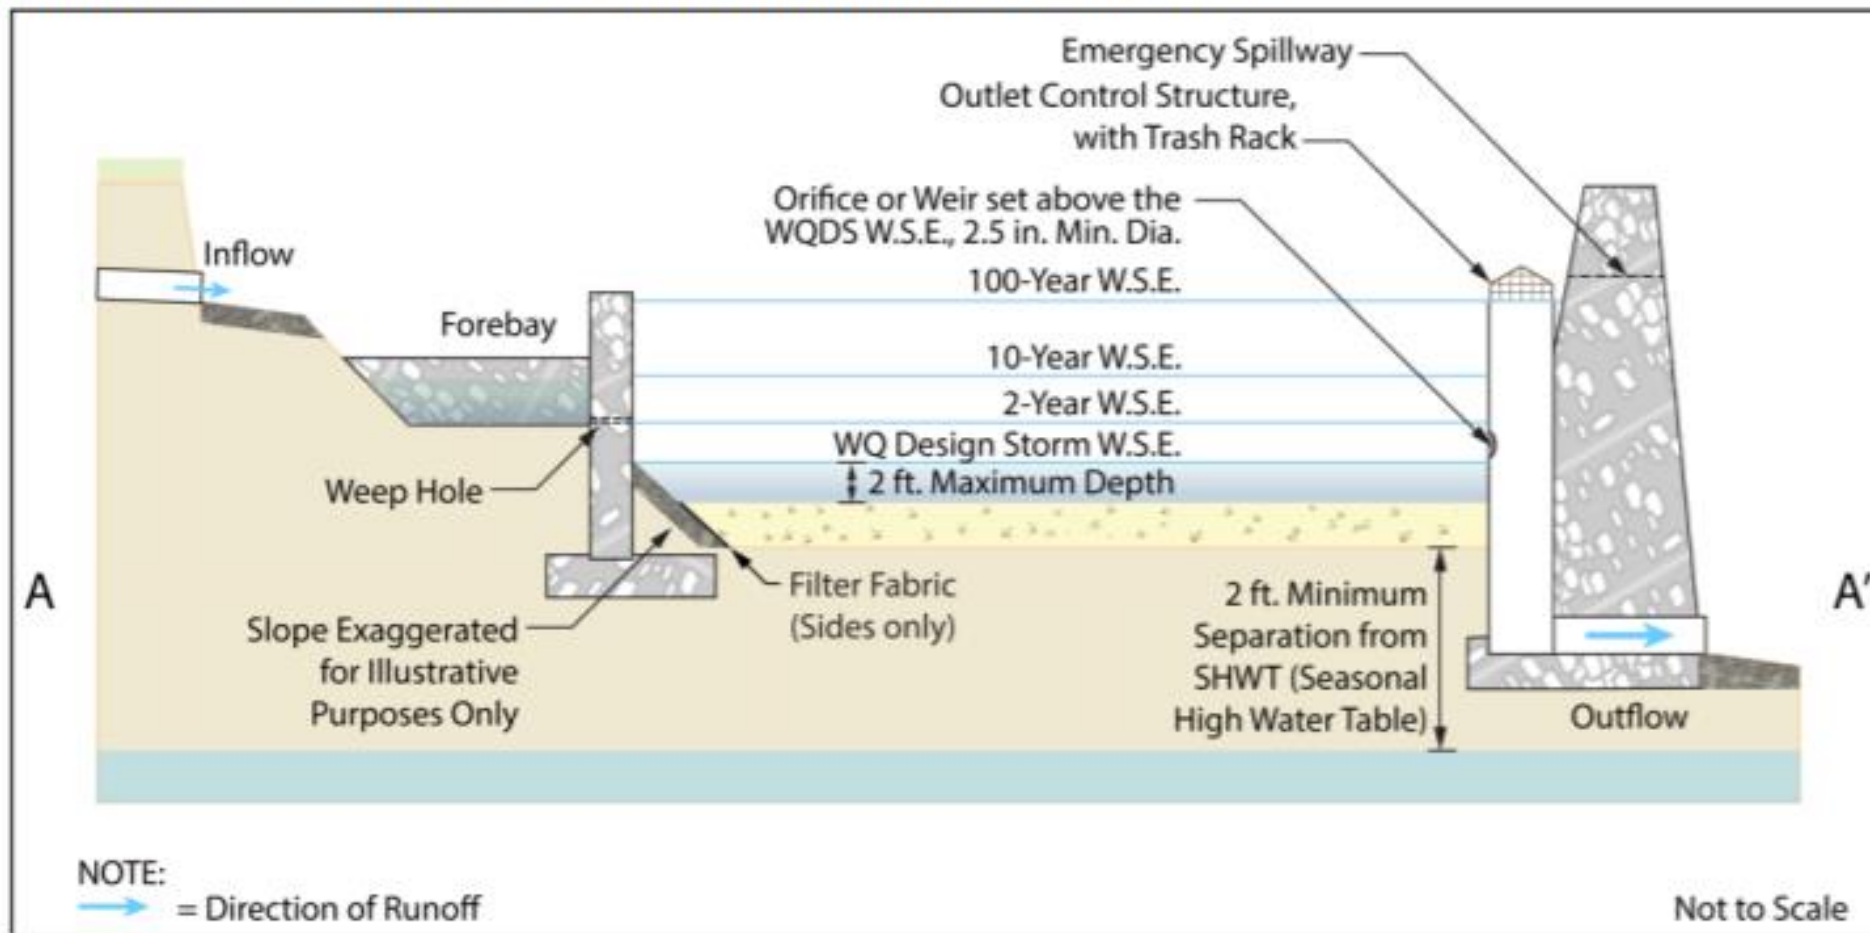 Emergency Spillway
Outlet Control Structure,
with Trash Rack
Orifice or Weir set above the
WQDS W.S.E., 2.5 in. Min. Dia.
Inflow
100-Year W.S.E.
Forebay
10-Year W.S.E.
2-Year W.S.E.
WQ Design Storm W.S.E.
2 ft. Maximum Depth
Weep Hole
A
A'
Filter Fabric
(Sides only)
Slope Exaggerated
for Illustrative
Purposes Only
2 ft. Minimum
Separation from
SHWT (Seasonal
High Water Table)
Outflow
NOTE:
= Direction of Runoff
Not to Scale